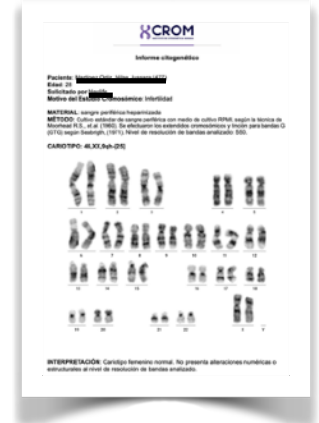 XCROM
Informe citogenético
Paciente:
Edad: 29
Solicitado por
Motivo del Estudio Cromosómico: Infertilidad
MATERIAL: sangre periférica heparinizada
MÉTODO: Cultivo estándar de sangre periférica con medio de cultivo RPMI, según la técnica de
Moorhead R.S., et.al (1960). Se efectuaron los extendidos cromosómicos y tinción para bandas G
(GTG) según Seabrigth, (1971). Nivel de resolución de bandas analizado: 550.
CARIOTIPO: 46,XX,9qh-[25]
1 2 3 4 5
6 7 8 9 10 11 12
13 14 15 16 17 18
19 20 21 22 X Y
INTERPRETACIÓN: Cariotipo femenino normal. No presenta alteraciones numéricas o
estructurales al nivel de resolución de bandas analizado.